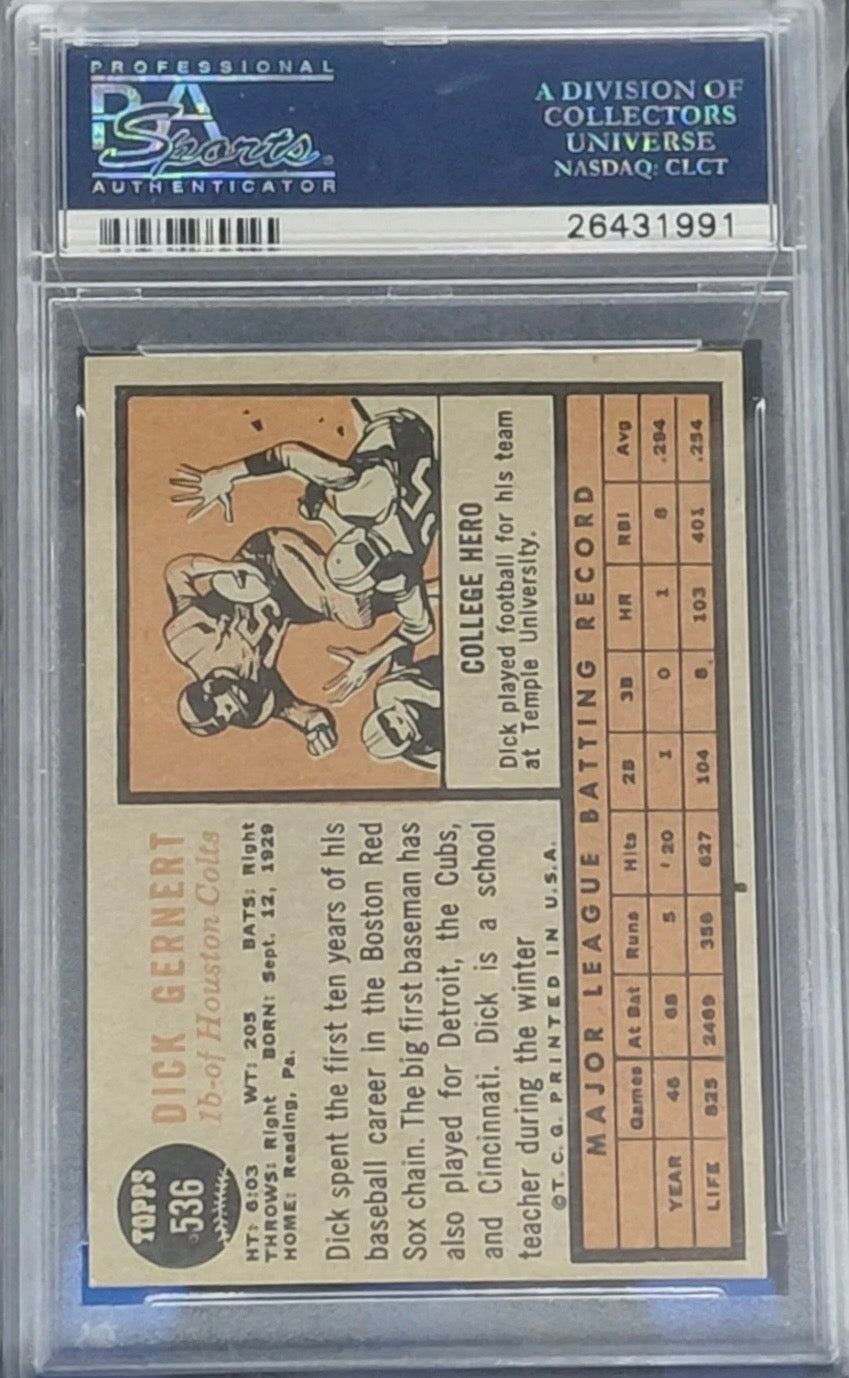 PROFESSIONAL
PSA
Sports
AUTHENTICATOR
A DIVISION OF
COLLECTORS
UNIVERSE
NASDAQ: CLCT
26431991
TOPPS
536
DICK GERNERT
1b-of Houston Colts
HT: 6:03 WT: 205 BATS: Right
THROWS: Right BORN: Sept. 12, 1929
HOME: Reading, Pa.
Dick spent the first ten years of his
baseball career in the Boston Red
Sox chain. The big first baseman has
also played for Detroit, the Cubs,
and Cincinnati. Dick is a school
teacher during the winter
©T. C. G. PRINTED IN U.S.A.
COLLEGE HERO
Dick played football for his team
at Temple University.
MAJOR LEAGUE BATTING RECORD
Games At Bat Runs Hits 2B 3B HR RBI Avg
YEAR 46 68 5 20 1 0 1 8 .294
LIFE 825 2469 356 627 104 8 103 401 .254